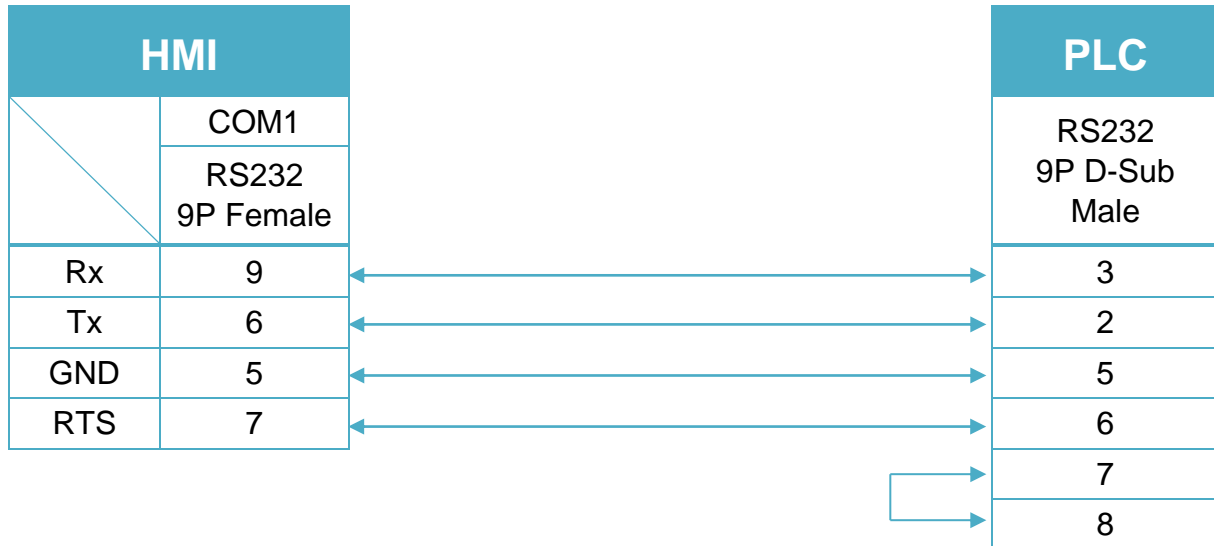 HMI
PLC
COM1
RS232
9P Female
RS232
9P D-Sub
Male
Rx 9 3
Tx 6 2
GND 5 5
RTS 7 6
7
8